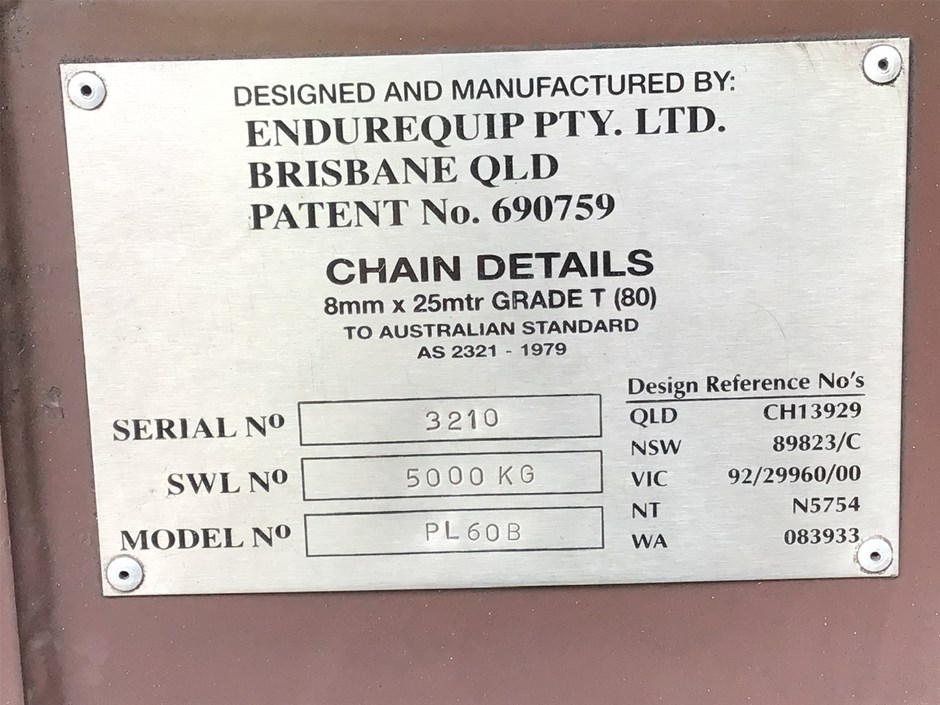 DESIGNED AND MANUFACTURED BY:
ENDUREQUIP PTY. LTD.
BRISBANE QLD
PATENT No. 690759
CHAIN DETAILS
8mm x 25mtr GRADE T (80)
TO AUSTRALIAN STANDARD
AS 2321 - 1979
SERIAL Nº 3210
SWL Nº 5000 KG
MODEL Nº PL60B
Design Reference No's
QLD CH13929
NSW 89823/C
VIC 92/29960/00
NT N5754
WA 083933